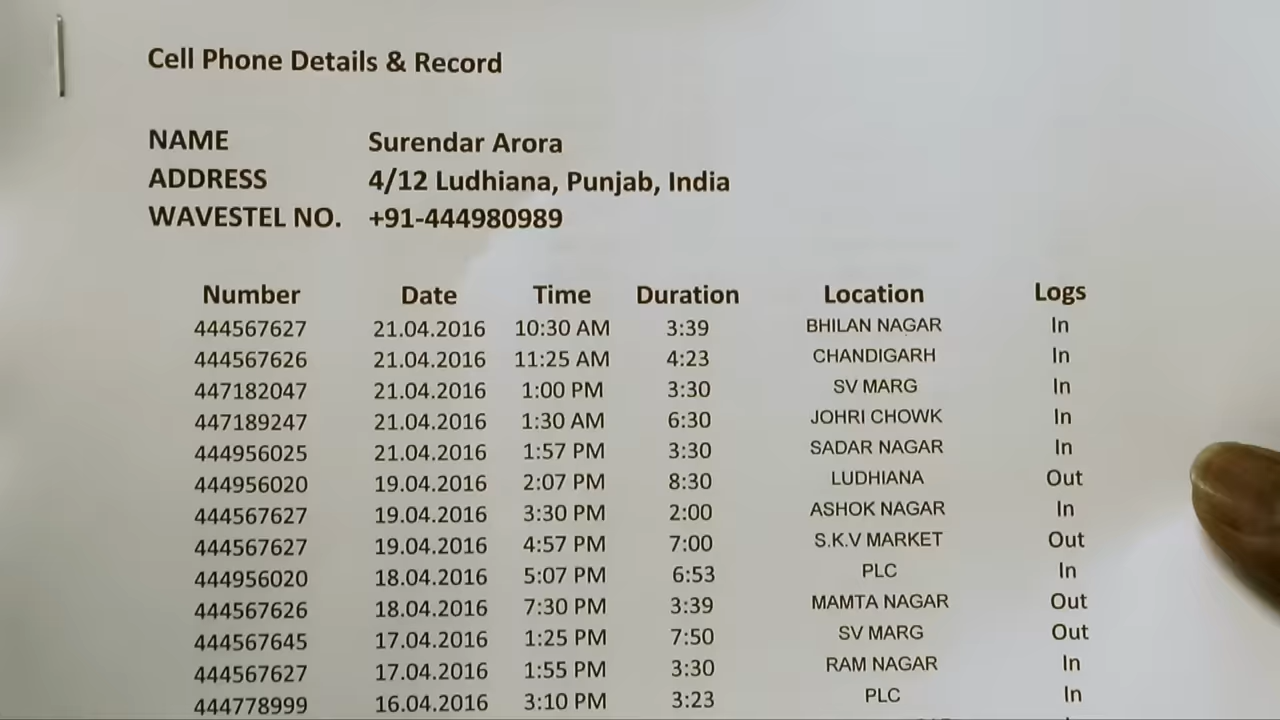 Cell Phone Details & Record
NAME Surendar Arora
ADDRESS 4/12 Ludhiana, Punjab, India
WAVESTEL NO. +91-444980989
Number Date Time Duration Location Logs
444567627 21.04.2016 10:30 AM 3:39 BHILAN NAGAR In
444567626 21.04.2016 11:25 AM 4:23 CHANDIGARH In
447182047 21.04.2016 1:00 PM 3:30 SV MARG In
447189247 21.04.2016 1:30 AM 6:30 JOHRI CHOWK In
444956025 21.04.2016 1:57 PM 3:30 SADAR NAGAR In
444956020 19.04.2016 2:07 PM 8:30 LUDHIANA Out
444567627 19.04.2016 3:30 PM 2:00 ASHOK NAGAR In
444567627 19.04.2016 4:57 PM 7:00 S.K.V MARKET Out
444956020 18.04.2016 5:07 PM 6:53 PLC In
444567626 18.04.2016 7:30 PM 3:39 MAMTA NAGAR Out
444567645 17.04.2016 1:25 PM 7:50 SV MARG Out
444567627 17.04.2016 1:55 PM 3:30 RAM NAGAR In
444778999 16.04.2016 3:10 PM 3:23 PLC In